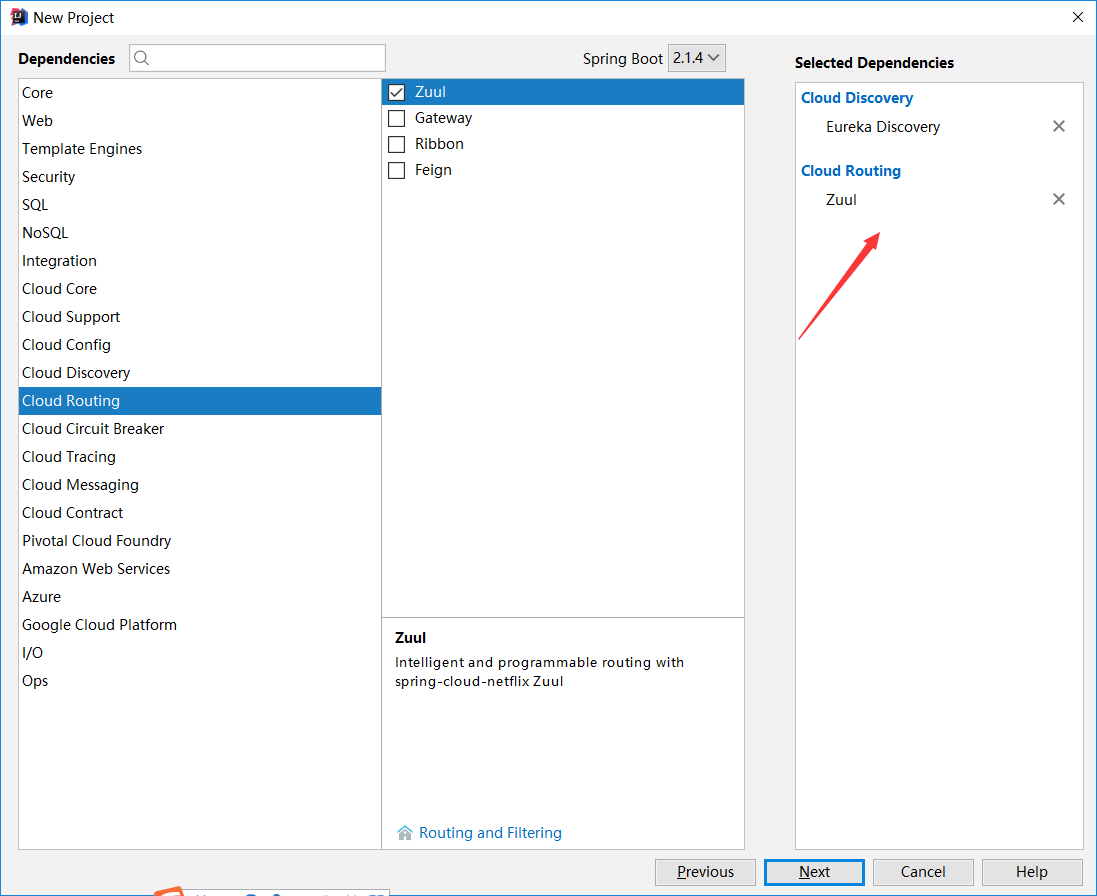 New Project
Dependencies
Spring Boot 2.1.4
Selected Dependencies
Core
Web
Template Engines
Security
SQL
NoSQL
Integration
Cloud Core
Cloud Support
Cloud Config
Cloud Discovery
Cloud Routing
Cloud Circuit Breaker
Cloud Tracing
Cloud Messaging
Cloud Contract
Pivotal Cloud Foundry
Amazon Web Services
Azure
Google Cloud Platform
I/O
Ops
Zuul
Gateway
Ribbon
Feign
Zuul
Intelligent and programmable routing with
spring-cloud-netflix Zuul
Routing and Filtering
Cloud Discovery
Eureka Discovery
Cloud Routing
Zuul
Previous
Next
Cancel
Help